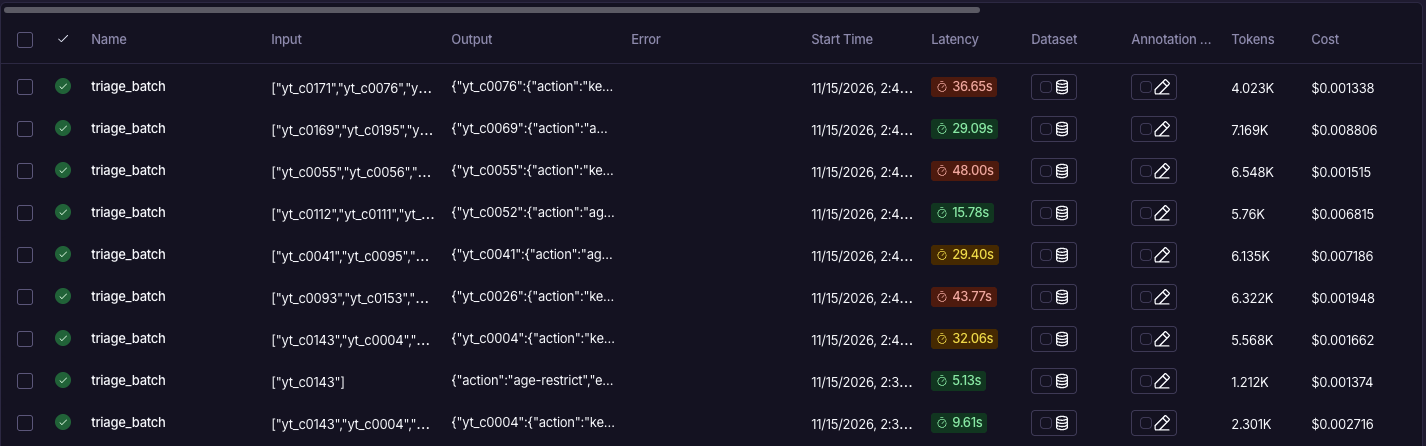 Name Input Output Error Start Time Latency Dataset Annotation ... Tokens Cost
triage_batch ["yt_c0171","yt_c0076","y... {"yt_c0076":{"action":"ke... 11/15/2026, 2:4... 36.65s 4.023K $0.001338
triage_batch ["yt_c0169","yt_c0195","y... {"yt_c0069":{"action":"a... 11/15/2026, 2:4... 29.09s 7.169K $0.008806
triage_batch ["yt_c0055","yt_c0056","... {"yt_c0055":{"action":"ke... 11/15/2026, 2:4... 48.00s 6.548K $0.001515
triage_batch ["yt_c0112","yt_c0111","yt_... {"yt_c0052":{"action":"ag... 11/15/2026, 2:4... 15.78s 5.76K $0.006815
triage_batch ["yt_c0041","yt_c0095","... {"yt_c0041":{"action":"ag... 11/15/2026, 2:4... 29.40s 6.135K $0.007186
triage_batch ["yt_c0093","yt_c0153","... {"yt_c0026":{"action":"ke... 11/15/2026, 2:4... 43.77s 6.322K $0.001948
triage_batch ["yt_c0143","yt_c0004","... {"yt_c0004":{"action":"ke... 11/15/2026, 2:4... 32.06s 5.568K $0.001662
triage_batch ["yt_c0143"] {"action":"age-restrict","e... 11/15/2026, 2:3... 5.13s 1.212K $0.001374
triage_batch ["yt_c0143","yt_c0004","... {"yt_c0004":{"action":"ke... 11/15/2026, 2:3... 9.61s 2.301K $0.002716